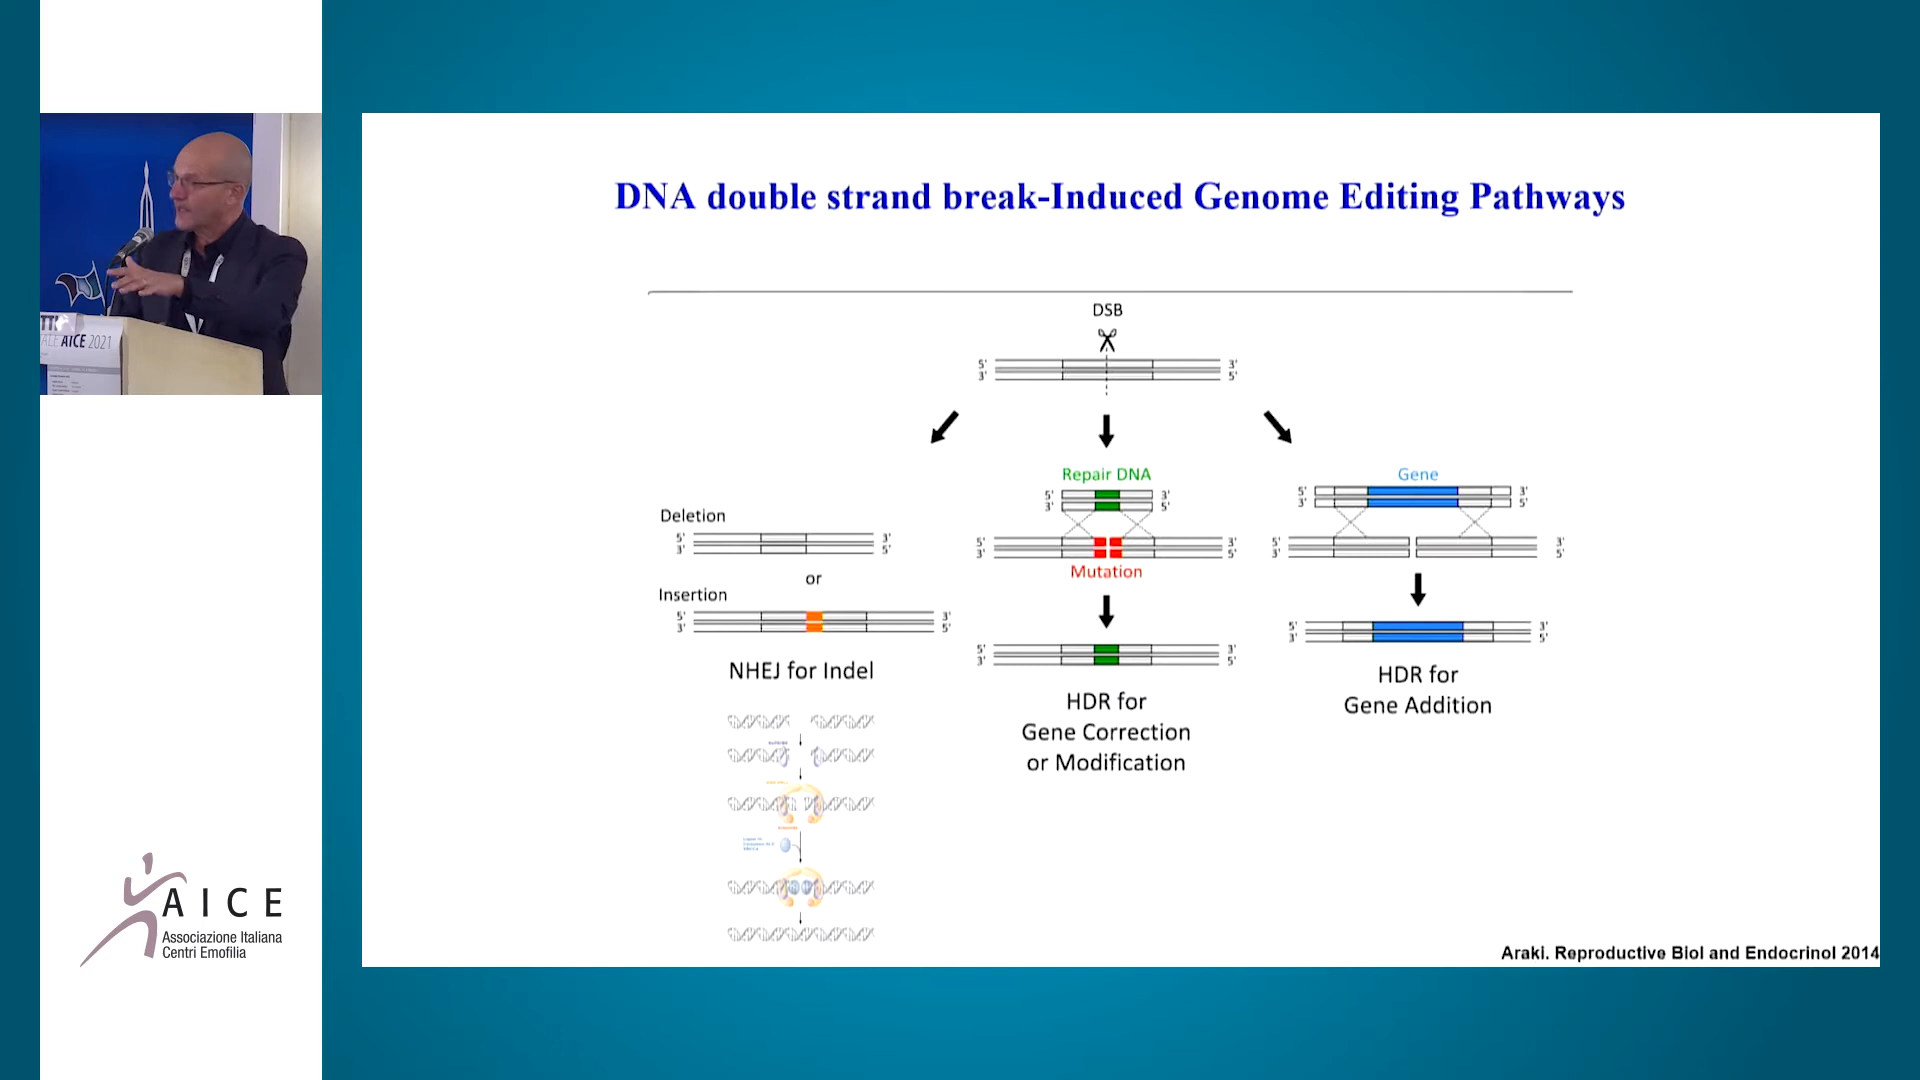 TTI
ALE AICE 2021
AICE
Associazione Italiana
Centri Emofilia
DNA double strand break-Induced Genome Editing Pathways
DSB
5' 3'
3' 5'
Deletion
5' 3'
3' 5'
or
Insertion
5' 3'
3' 5'
NHEJ for Indel
Repair DNA
5' 3'
3' 5'
5' 3'
3' 5'
Mutation
5' 3'
3' 5'
HDR for
Gene Correction
or Modification
Gene
5' 3'
3' 5'
5' 3'
3' 5'
5' 3'
3' 5'
HDR for
Gene Addition
Araki. Reproductive Biol and Endocrinol 2014